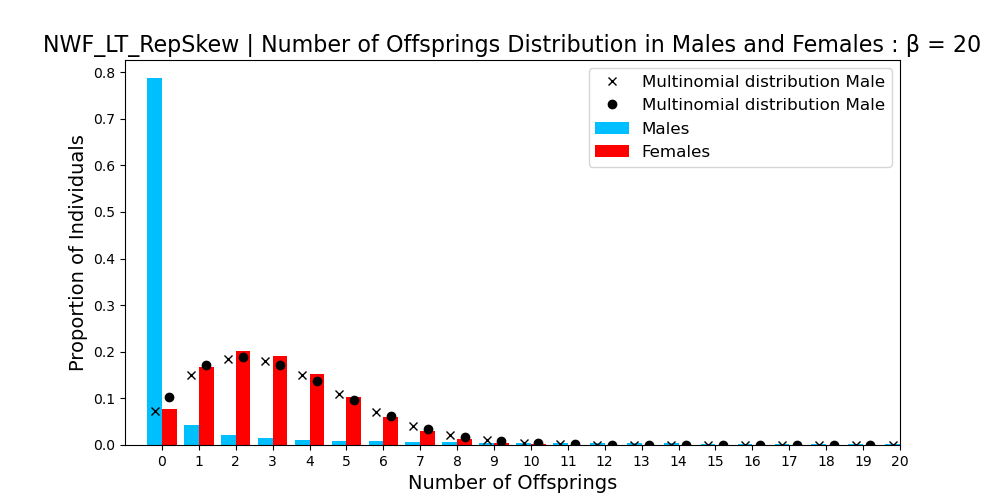 NWF_LT_RepSkew | Number of Offsprings Distribution in Males and Females : β = 20
Multinomial distribution Male
Multinomial distribution Male
Males
Females
Proportion of Individuals
0.8
0.7
0.6
0.5
0.4
0.3
0.2
0.1
0.0
0 1 2 3 4 5 6 7 8 9 10 11 12 13 14 15 16 17 18 19 20
Number of Offsprings